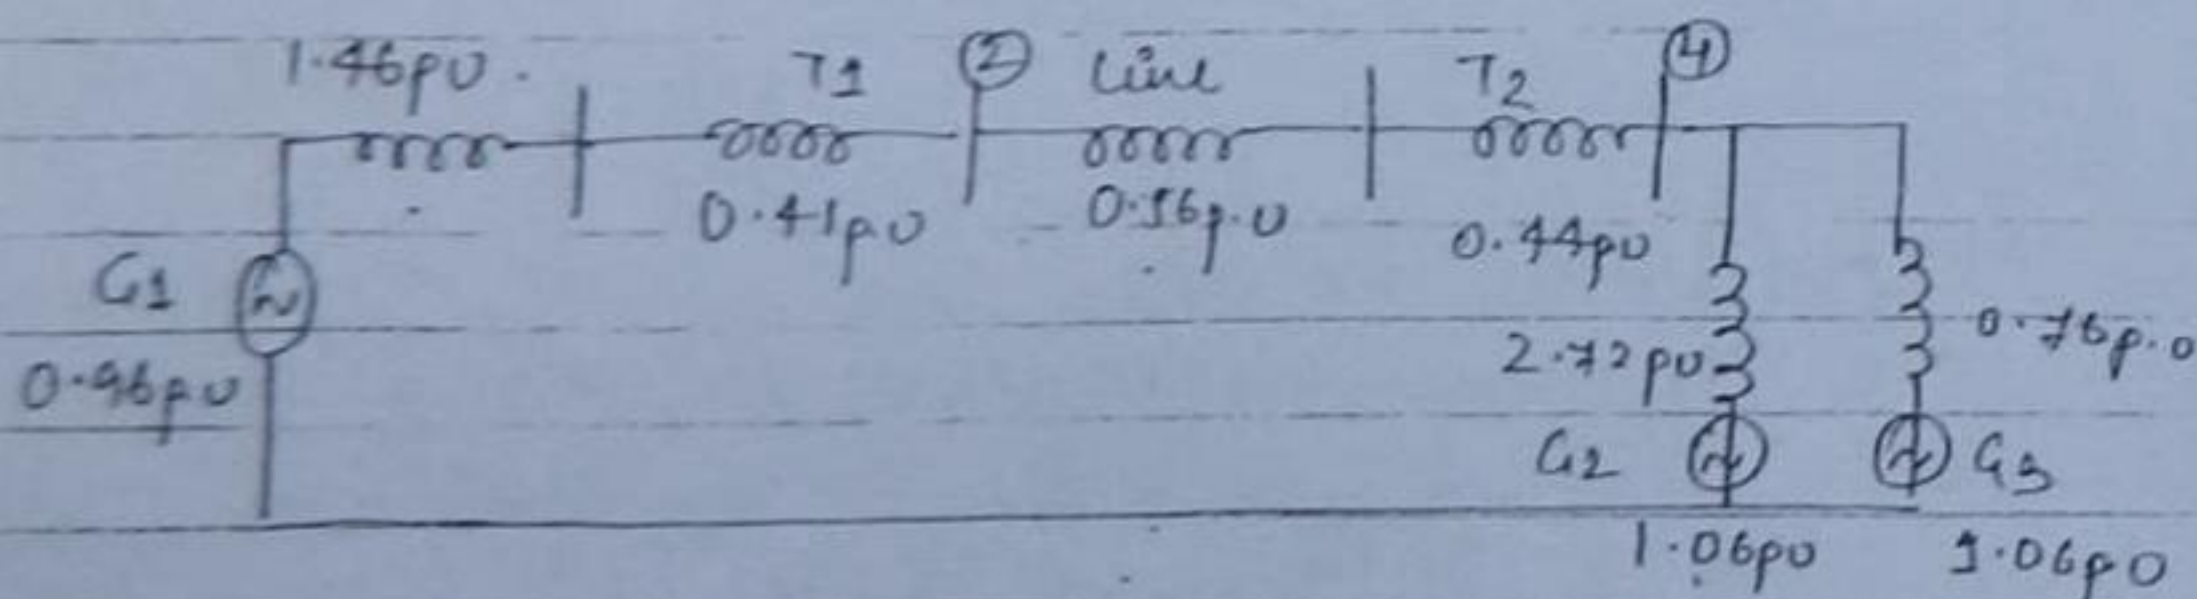 1.46pu.
T1
②
Line
T2
④
0.41pu
0.16p.u
0.44pu
G1
0.96pu
2.72pu
0.76p.u
G2
G3
1.06pu
1.06pu